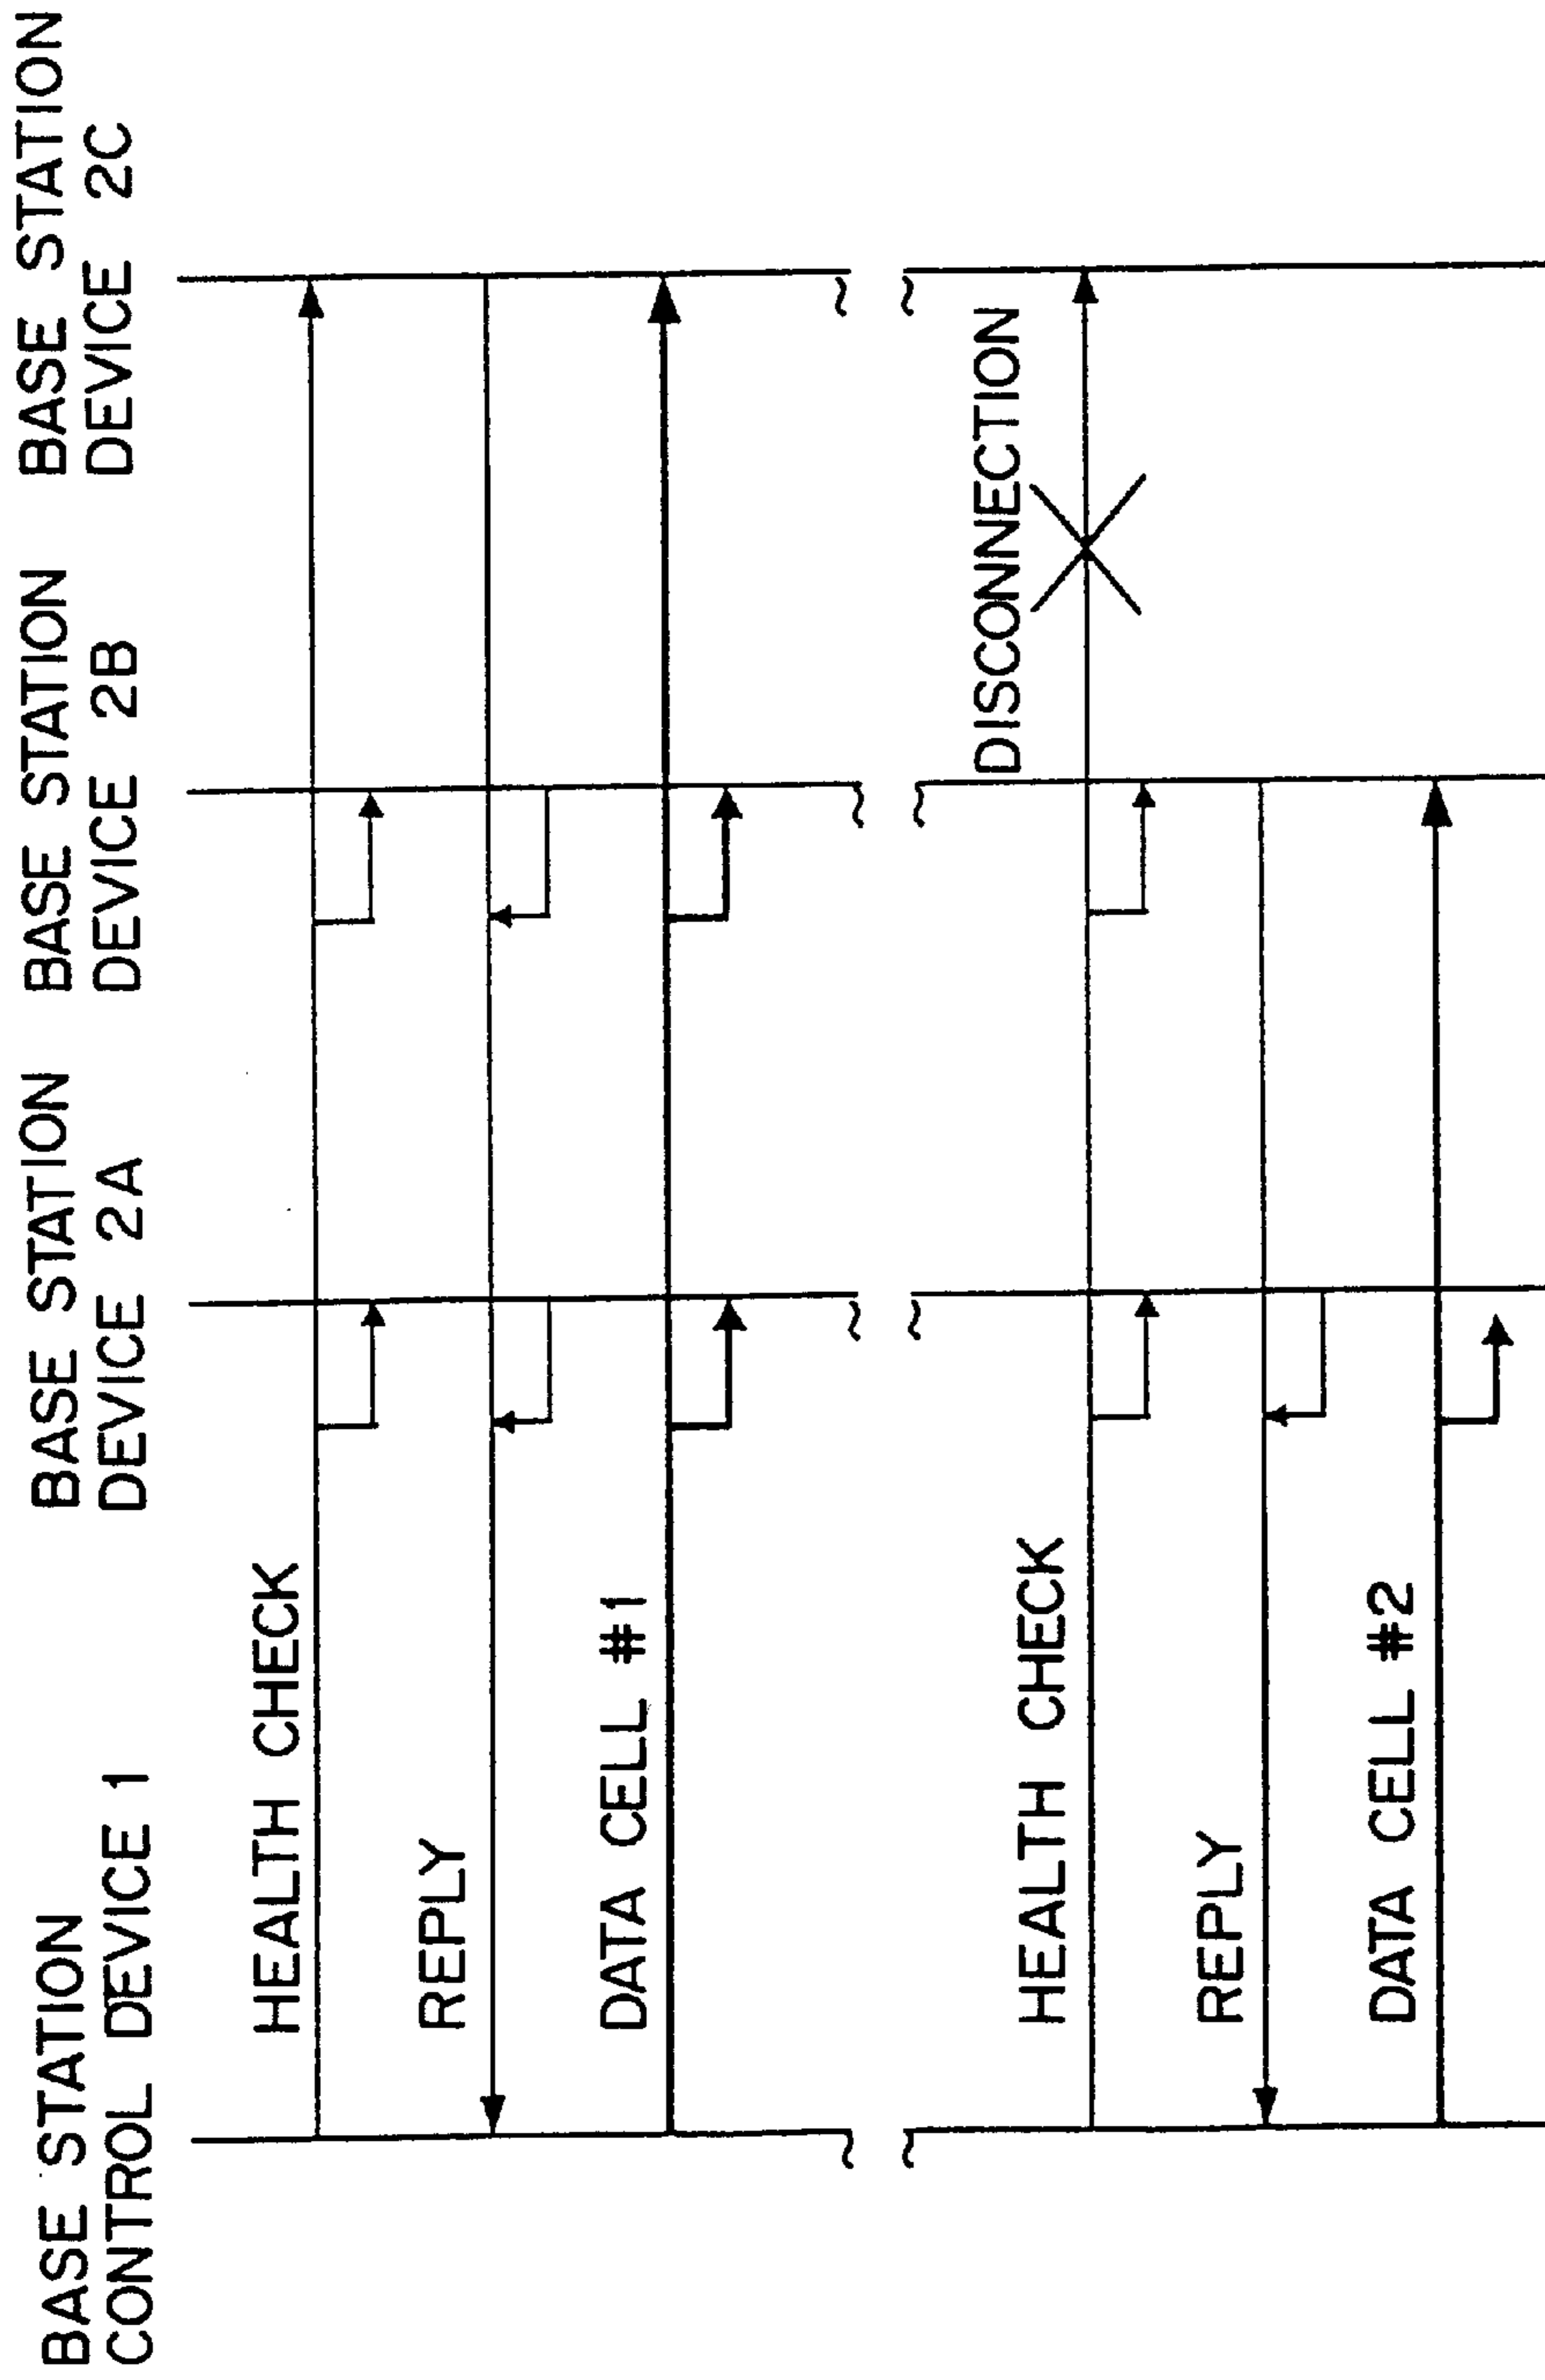 BASE STATION
CONTROL DEVICE 1
BASE STATION
DEVICE 2A
BASE STATION
DEVICE 2B
BASE STATION
DEVICE 2C
HEALTH CHECK
REPLY
DATA CELL #1
DISCONNECTION
HEALTH CHECK
REPLY
DATA CELL #2